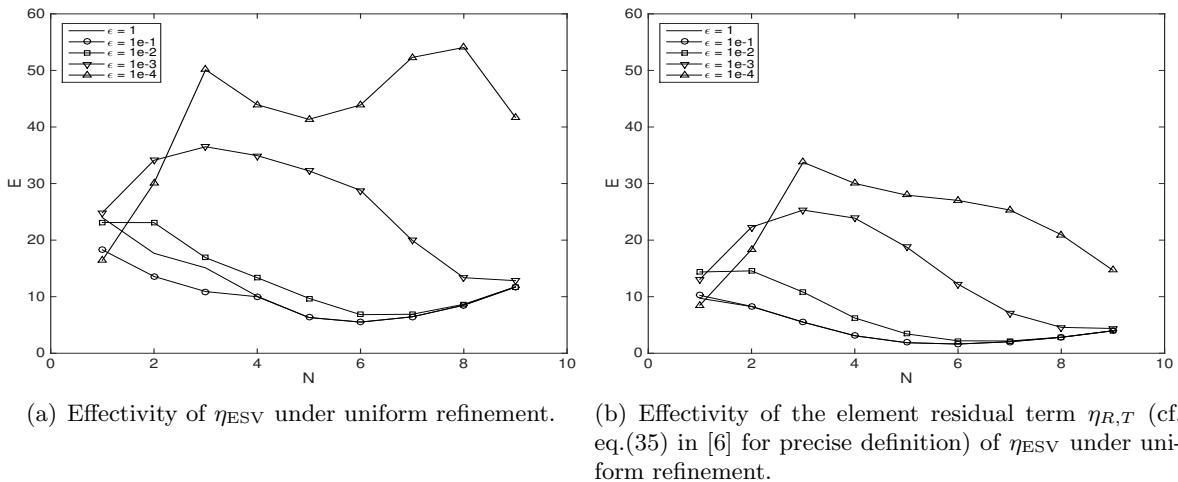 60
50
40
30
20
10
0
E
0 2 4 6 8 10
N
ϵ = 1
ϵ = 1e-1
ϵ = 1e-2
ϵ = 1e-3
ϵ = 1e-4
(a) Effectivity of η_ESV under uniform refinement.
60
50
40
30
20
10
0
E
0 2 4 6 8 10
N
ϵ = 1
ϵ = 1e-1
ϵ = 1e-2
ϵ = 1e-3
ϵ = 1e-4
(b) Effectivity of the element residual term η_{R,T} (cf.
eq.(35) in [6] for precise definition) of η_ESV under uni-
form refinement.